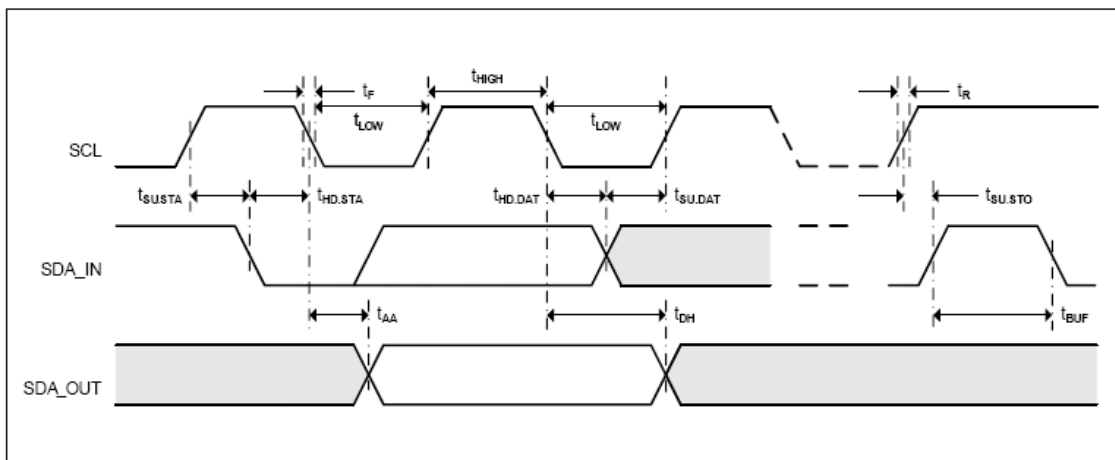 tHIGH
tF
tR
tLOW
tLOW
SCL
tSU.STA
tHD.STA
tHD.DAT
tSU.DAT
tSU.STO
SDA_IN
tAA
tDH
tBUF
SDA_OUT